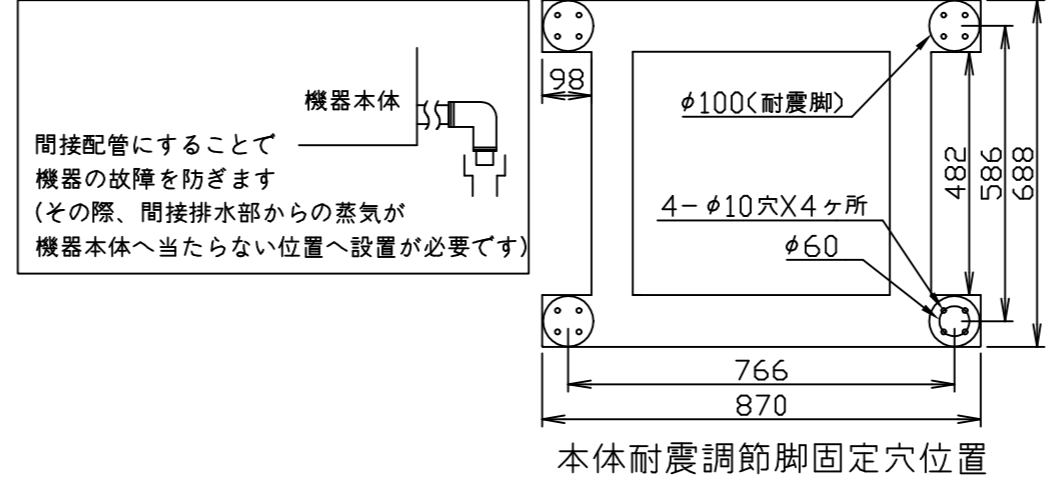 機器本体
間接配管にすることで
機器の故障を防ぎます
(その際、間接排水部からの蒸気が
機器本体へ当たらない位置へ設置が必要です)
98
φ100(耐震脚)
482
586
688
4-φ10穴X4ヶ所
φ60
766
870
本体耐震調節脚固定穴位置